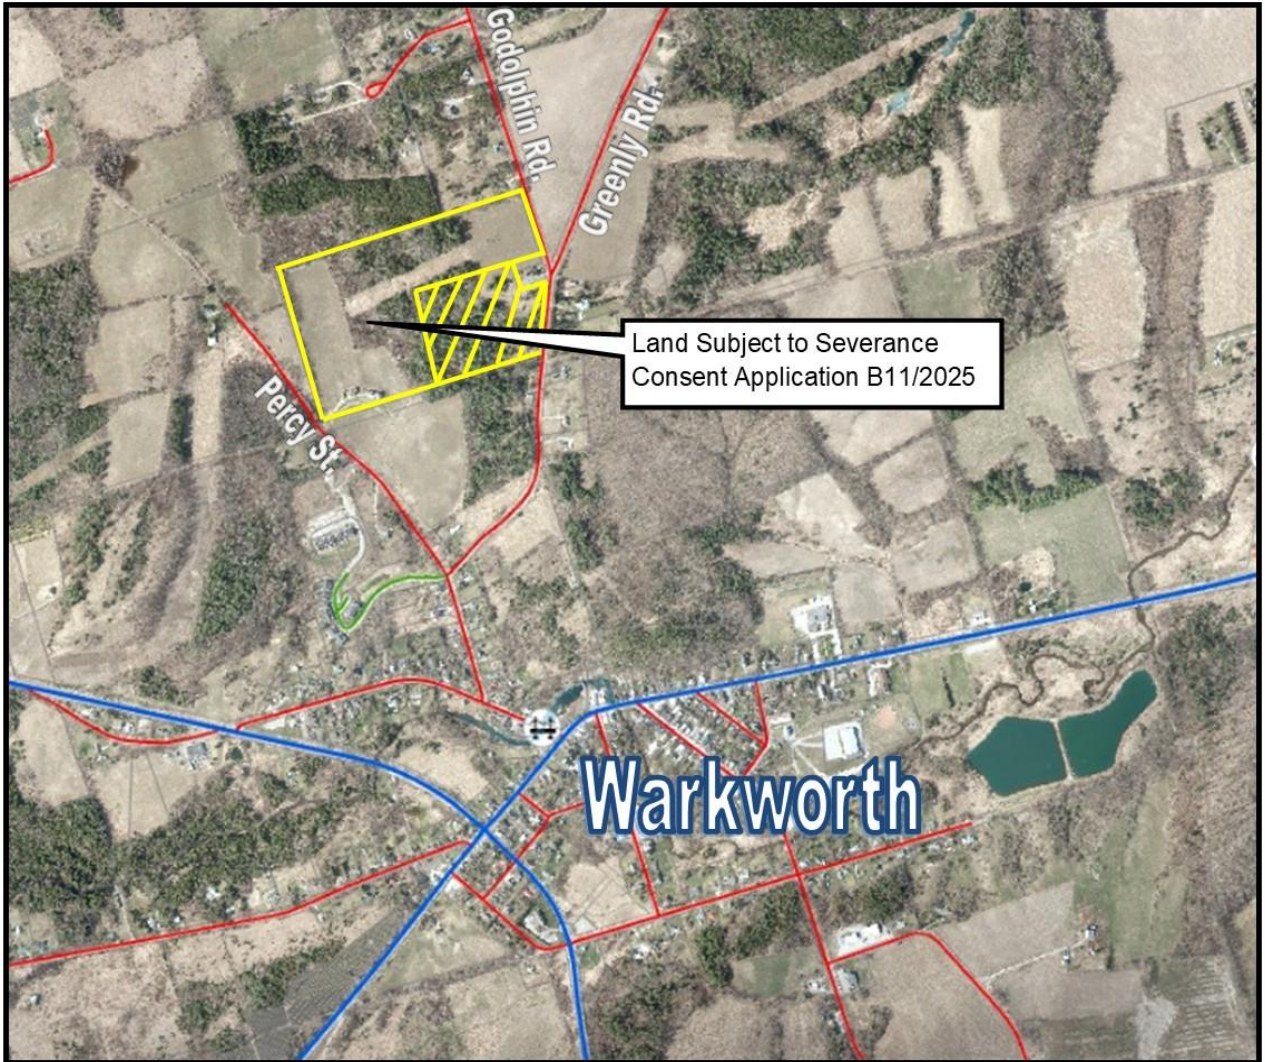 Godolphin Rd.
Greenly Rd.
Land Subject to Severance
Consent Application B11/2025
Percy St.
Warkworth